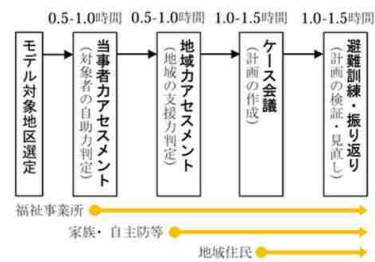 0.5-1.0時間 0.5-1.0時間 1.0-1.5時間 1.0-1.5時間
モデル対象地区選定
当事者力アセスメント
(対象者の自助力判定)
地域力アセスメント
(地域の支援力判定)
ケース会議
(計画の作成)
避難訓練・振り返り
(計画の検証・見直し)
福祉事業所
家族・自主防等
地域住民